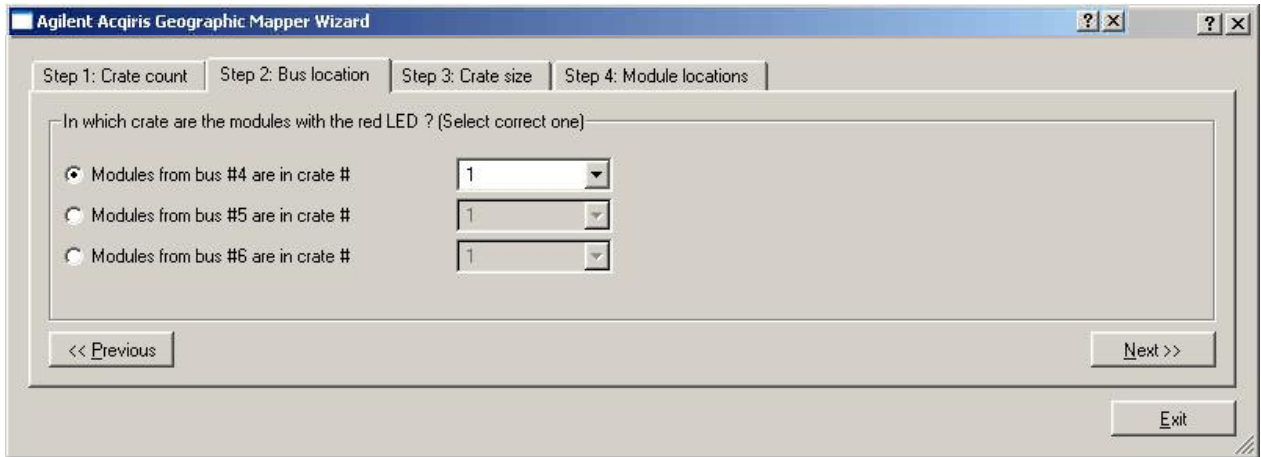 Agilent Acqiris Geographic Mapper Wizard
Step 1: Crate count Step 2: Bus location Step 3: Crate size Step 4: Module locations
In which crate are the modules with the red LED ? (Select correct one)
Modules from bus #4 are in crate # 1
Modules from bus #5 are in crate # 1
Modules from bus #6 are in crate # 1
<< Previous Next >>
Exit